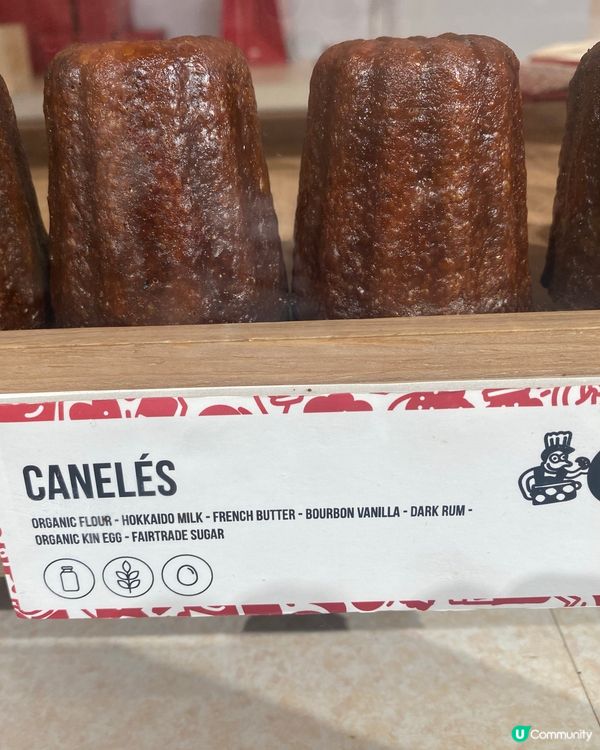 CANELÉS
ORGANIC FLOUR - HOKKAIDO MILK - FRENCH BUTTER - BOURBON VANILLA - DARK RUM -
ORGANIC KIN EGG - FAIRTRADE SUGAR
U Community